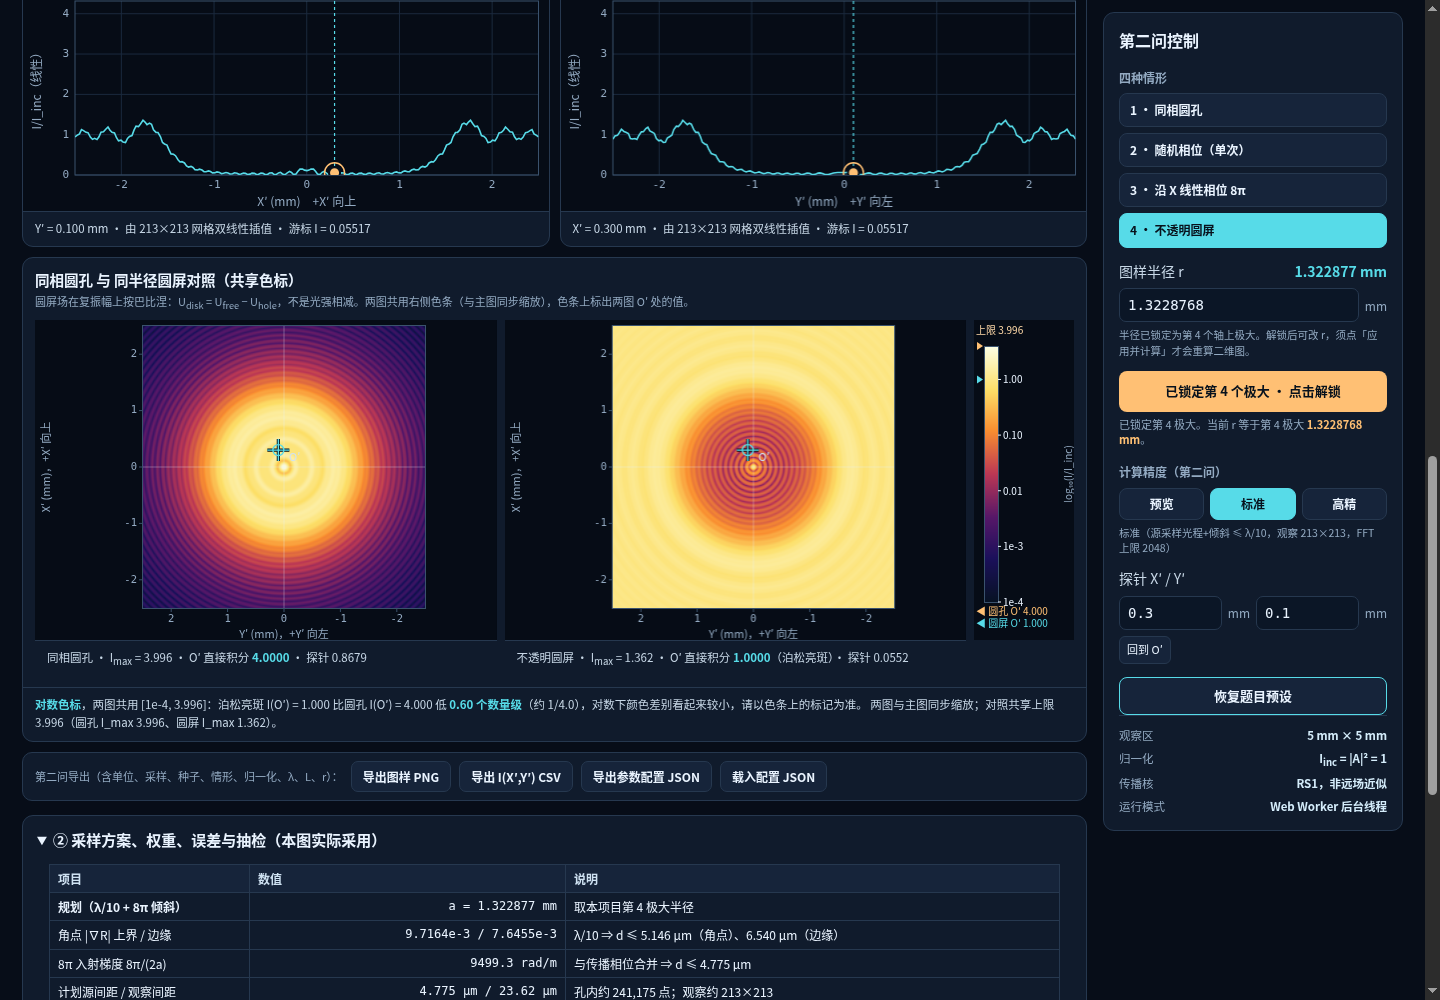 4
3
2
1
0
I/I_inc（线性）
-2
-1
0
1
2
X′ (mm)　+X′ 向上
Y′ = 0.100 mm · 由 213×213 网格双线性插值 · 游标 I = 0.05517
4
3
2
1
0
I/I_inc（线性）
-2
-1
0
1
2
Y′ (mm)　+Y′ 向左
X′ = 0.300 mm · 由 213×213 网格双线性插值 · 游标 I = 0.05517
同相圆孔 与 同半径圆屏对照（共享色标）
圆屏场在复振幅上按巴比涅：U_disk = U_free − U_hole，不是光强相减。两图共用右侧色条（与主图同步缩放），色条上标出两图 O′ 处的值。
2
1
0
-1
-2
X′ (mm)，+X′ 向上
2
1
0
-1
-2
Y′ (mm)，+Y′ 向左
2
1
0
-1
-2
X′ (mm)，+X′ 向上
O′
2
1
0
-1
-2
Y′ (mm)，+Y′ 向左
上限 3.996
1.00
0.10
0.01
1e-3
1e-4
log₁₀(I/I_inc)
圆孔 O′ 4.000
圆屏 O′ 1.000
同相圆孔 · I_max = 3.996 · O′ 直接积分 4.0000 · 探针 0.8679
不透明圆屏 · I_max = 1.362 · O′ 直接积分 1.0000（泊松亮斑）· 探针 0.0552
对数色标，两图共用 [1e-4, 3.996]：泊松亮斑 I(O′) = 1.000 比圆孔 I(O′) = 4.000 低 0.60 个数量级（约 1/4.0），对数下颜色差别看起来较小，请以色条上的标记为准。 两图与主图同步缩放；对照共享上限
3.996（圆孔 I_max 3.996、圆屏 I_max 1.362）。
第二问导出（含单位、采样、种子、情形、归一化、λ、L、r）：
导出图样 PNG
导出 I(X′,Y′) CSV
导出参数配置 JSON
载入配置 JSON
▼ ② 采样方案、权重、误差与抽检（本图实际采用）
项目 数值 说明
规划（λ/10 + 8π 倾斜） a = 1.322877 mm 取本项目第 4 极大半径
角点 |∇R| 上界 / 边缘 9.7164e-3 / 7.6455e-3 λ/10 ⇒ d ⩽ 5.146 μm（角点）、6.540 μm（边缘）
8π 入射梯度 8π/(2a) 9499.3 rad/m 与传播相位合并 ⇒ d ⩽ 4.775 μm
计划源间距 / 观察间距 4.775 μm / 23.62 μm 孔内约 241,175 点；观察约 213×213
第二问控制
四种情形
1 · 同相圆孔
2 · 随机相位（单次）
3 · 沿 X 线性相位 8π
4 · 不透明圆屏
图样半径 r 1.322877 mm
1.3228768 mm
半径已锁定为第 4 个轴上极大。解锁后可改 r，须点「应
用并计算」才会重算二维图。
已锁定第 4 个极大 · 点击解锁
已锁定第 4 极大。当前 r 等于第 4 极大 1.3228768
mm。
计算精度（第二问）
预览
标准
高精
标准（源采样光程+倾斜 ⩽ λ/10，观察 213×213，FFT
上限 2048）
探针 X′ / Y′
0.3 mm 0.1 mm
回到 O′
恢复题目预设
观察区 5 mm × 5 mm
归一化 I_inc = |A|² = 1
传播核 RS1，非远场近似
运行模式 Web Worker 后台线程